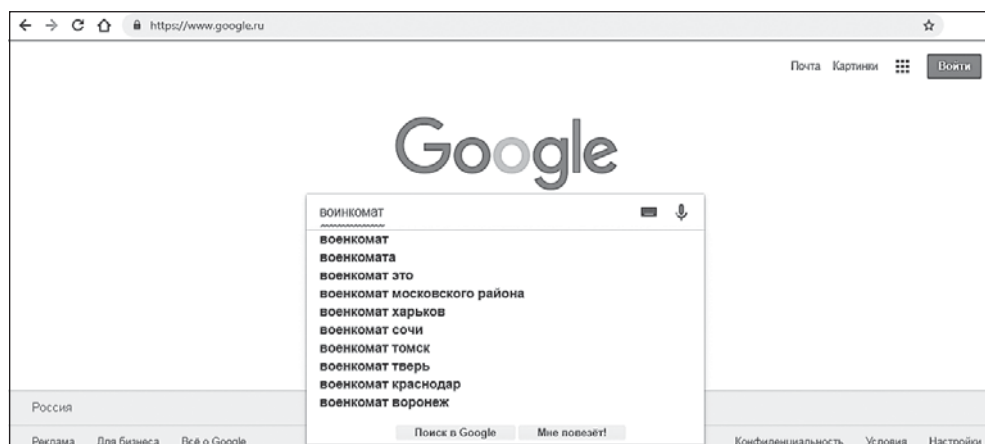 https://www.google.ru
Почта Картинки Войти
Google
воинкомат
военкомат
военкомата
военкомат это
военкомат московского района
военкомат харьков
военкомат сочи
военкомат томск
военкомат тверь
военкомат краснодар
военкомат воронеж
Россия
Поиск в Google Мне повезёт!
Реклама Для бизнеса Всё о Google Конфиденциальность Условия Настройки